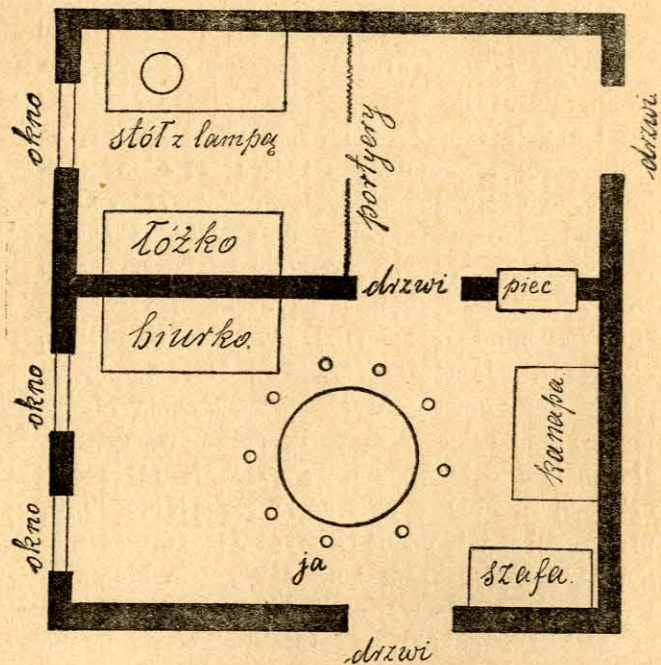 okno
stół z lampą
portyery
drzwi.
łóżko
drzwi
piec
biurko.
okno
kanapa.
okno
ja
szafa.
drzwi